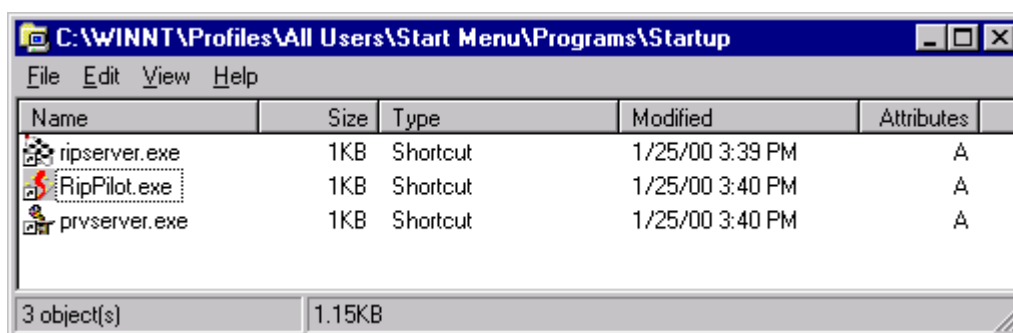 C:\WINNT\Profiles\All Users\Start Menu\Programs\Startup
File Edit View Help
Name Size Type Modified Attributes
ripserver.exe 1KB Shortcut 1/25/00 3:39 PM A
RipPilot.exe 1KB Shortcut 1/25/00 3:40 PM A
prvserver.exe 1KB Shortcut 1/25/00 3:40 PM A
3 object(s) 1.15KB